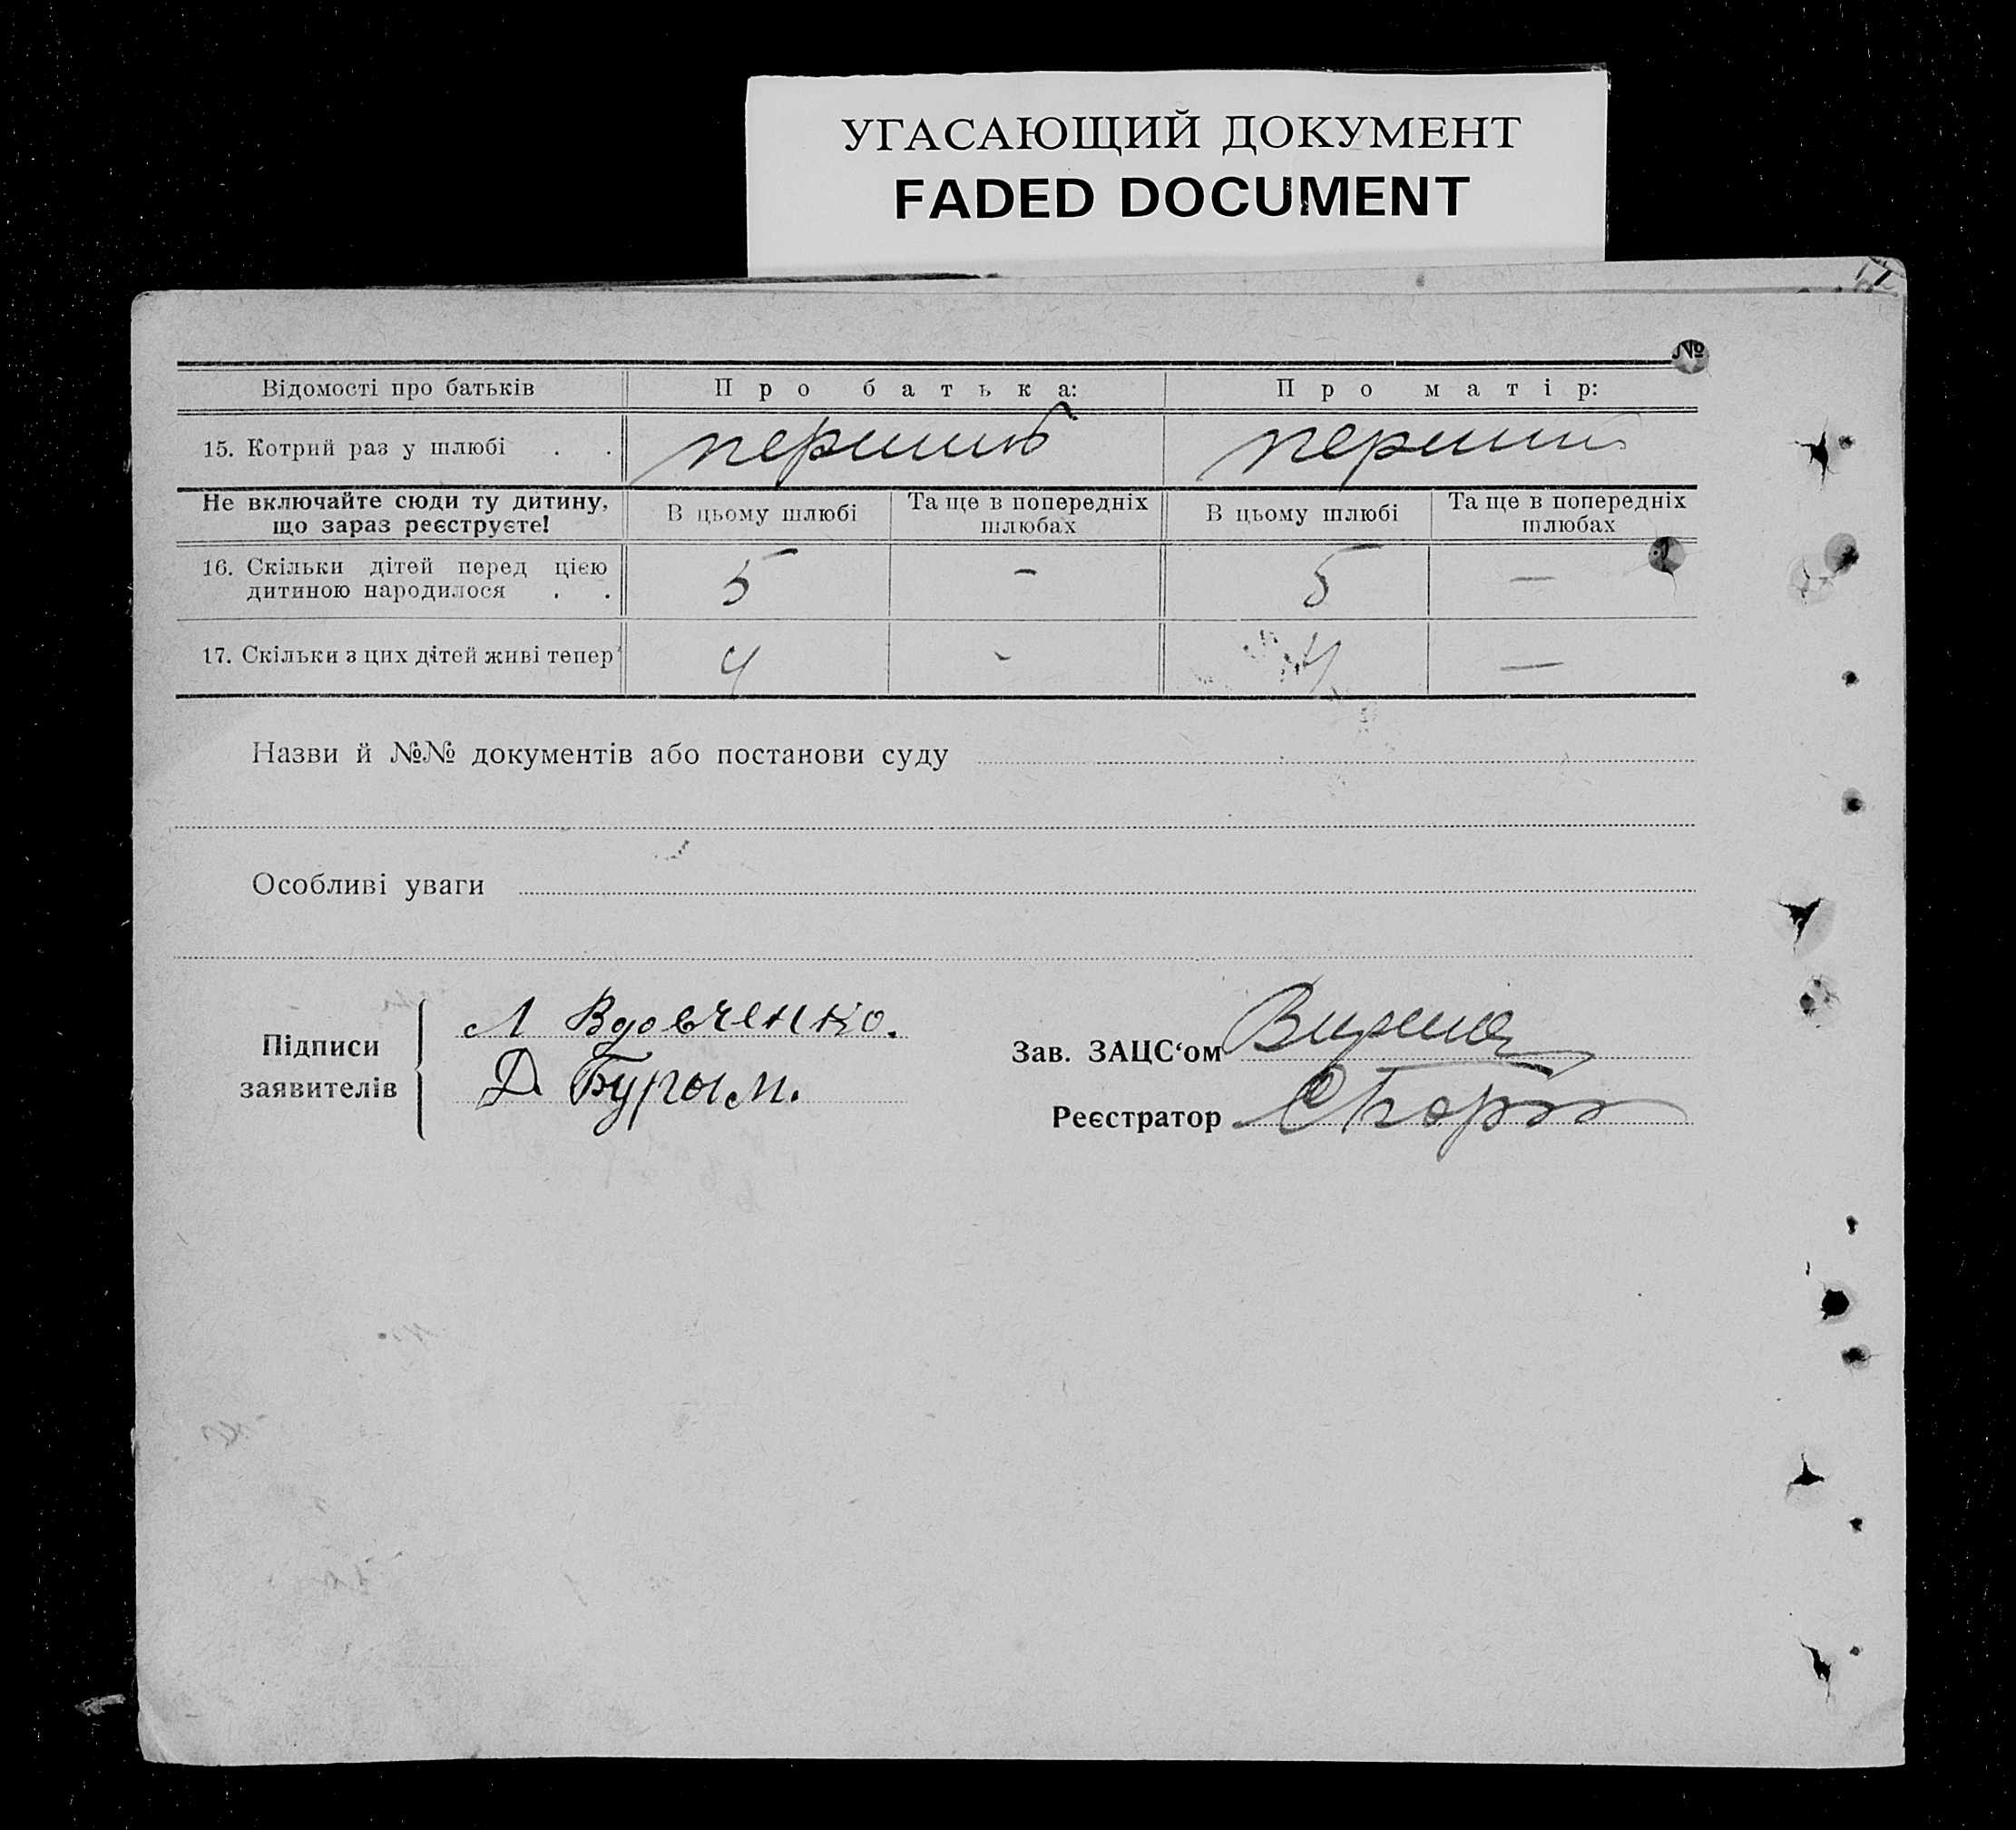 УГАСАЮЩИЙ ДОКУМЕНТ
FADED DOCUMENT
№
Відомості про батьків Про батька: Про матір:
15. Котрий раз у шлюбі . . перший перший
Не включайте сюди ту дитину, що зараз реєструєте! В цьому шлюбі Та ще в попередніх шлюбах В цьому шлюбі Та ще в попередніх шлюбах
16. Скільки дітей перед цією
дитиною народилося . . 5 - 5 —
17. Скільки з цих дітей живі тепер 4 - 4 —
Назви й №№ документів або постанови суду
Особливі уваги
Підписи заявителів
Л Вдовченко.
Д. Бугом.
Зав. ЗАЦС‘ом
Реєстратор